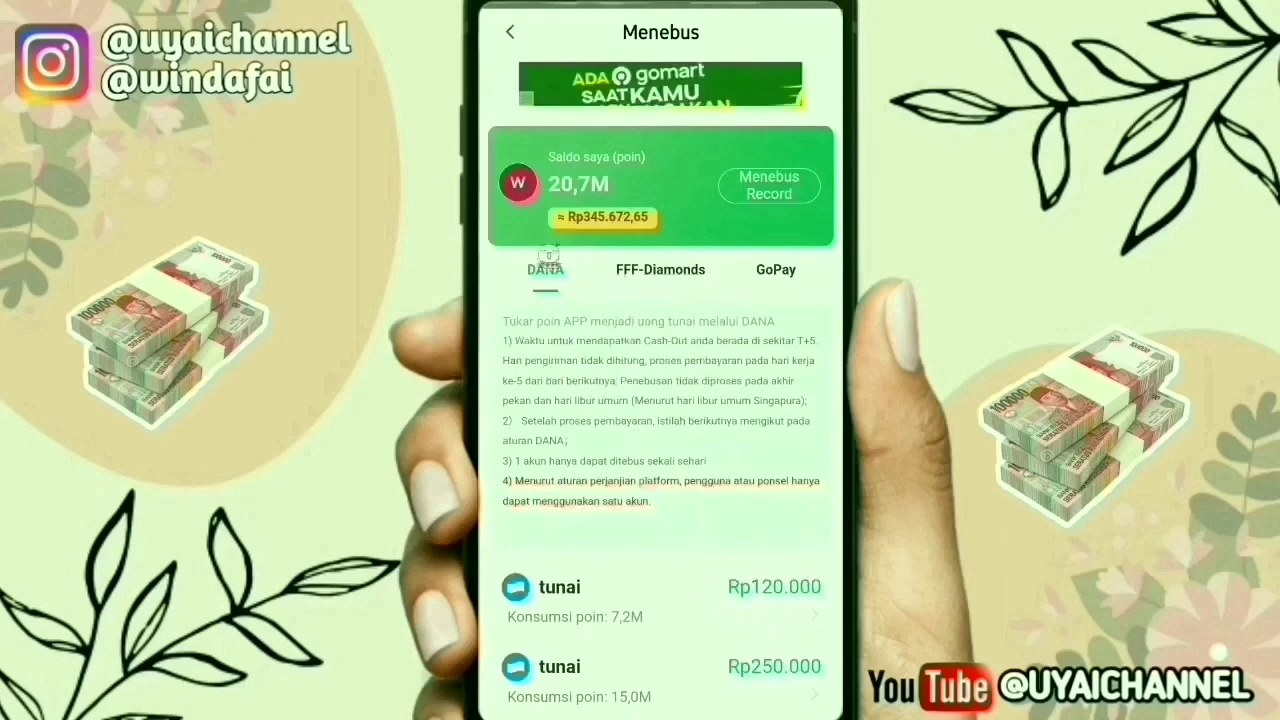 @uyaichannel
@windafai
Menebus
ADA gomart
SAAT KAMU
Saldo saya (poin)
W
20,7M
≈ Rp345.672,65
Menebus
Record
DANA
FFF-Diamonds
GoPay
Tukar poin APP menjadi uang tunai melalui DANA
1) Waktu untuk mendapatkan Cash-Out anda berada di sekitar T+5.
Hari pengiriman tidak dihitung, proses pembayaran pada hari kerja
ke-5 dari hari berikutnya; Penebusan tidak diproses pada akhir
pekan dan hari libur umum (Menurut hari libur umum Singapura);
2) Setelah proses pembayaran, istilah berikutnya mengikut pada
aturan DANA;
3) 1 akun hanya dapat ditebus sekali sehari
4) Menurut aturan perjanjian platform, pengguna atau ponsel hanya
dapat menggunakan satu akun.
tunai
Rp120.000
Konsumsi poin: 7,2M
tunai
Rp250.000
Konsumsi poin: 15,0M
YouTube @UYAICHANNEL
100000
100000
100000
100000